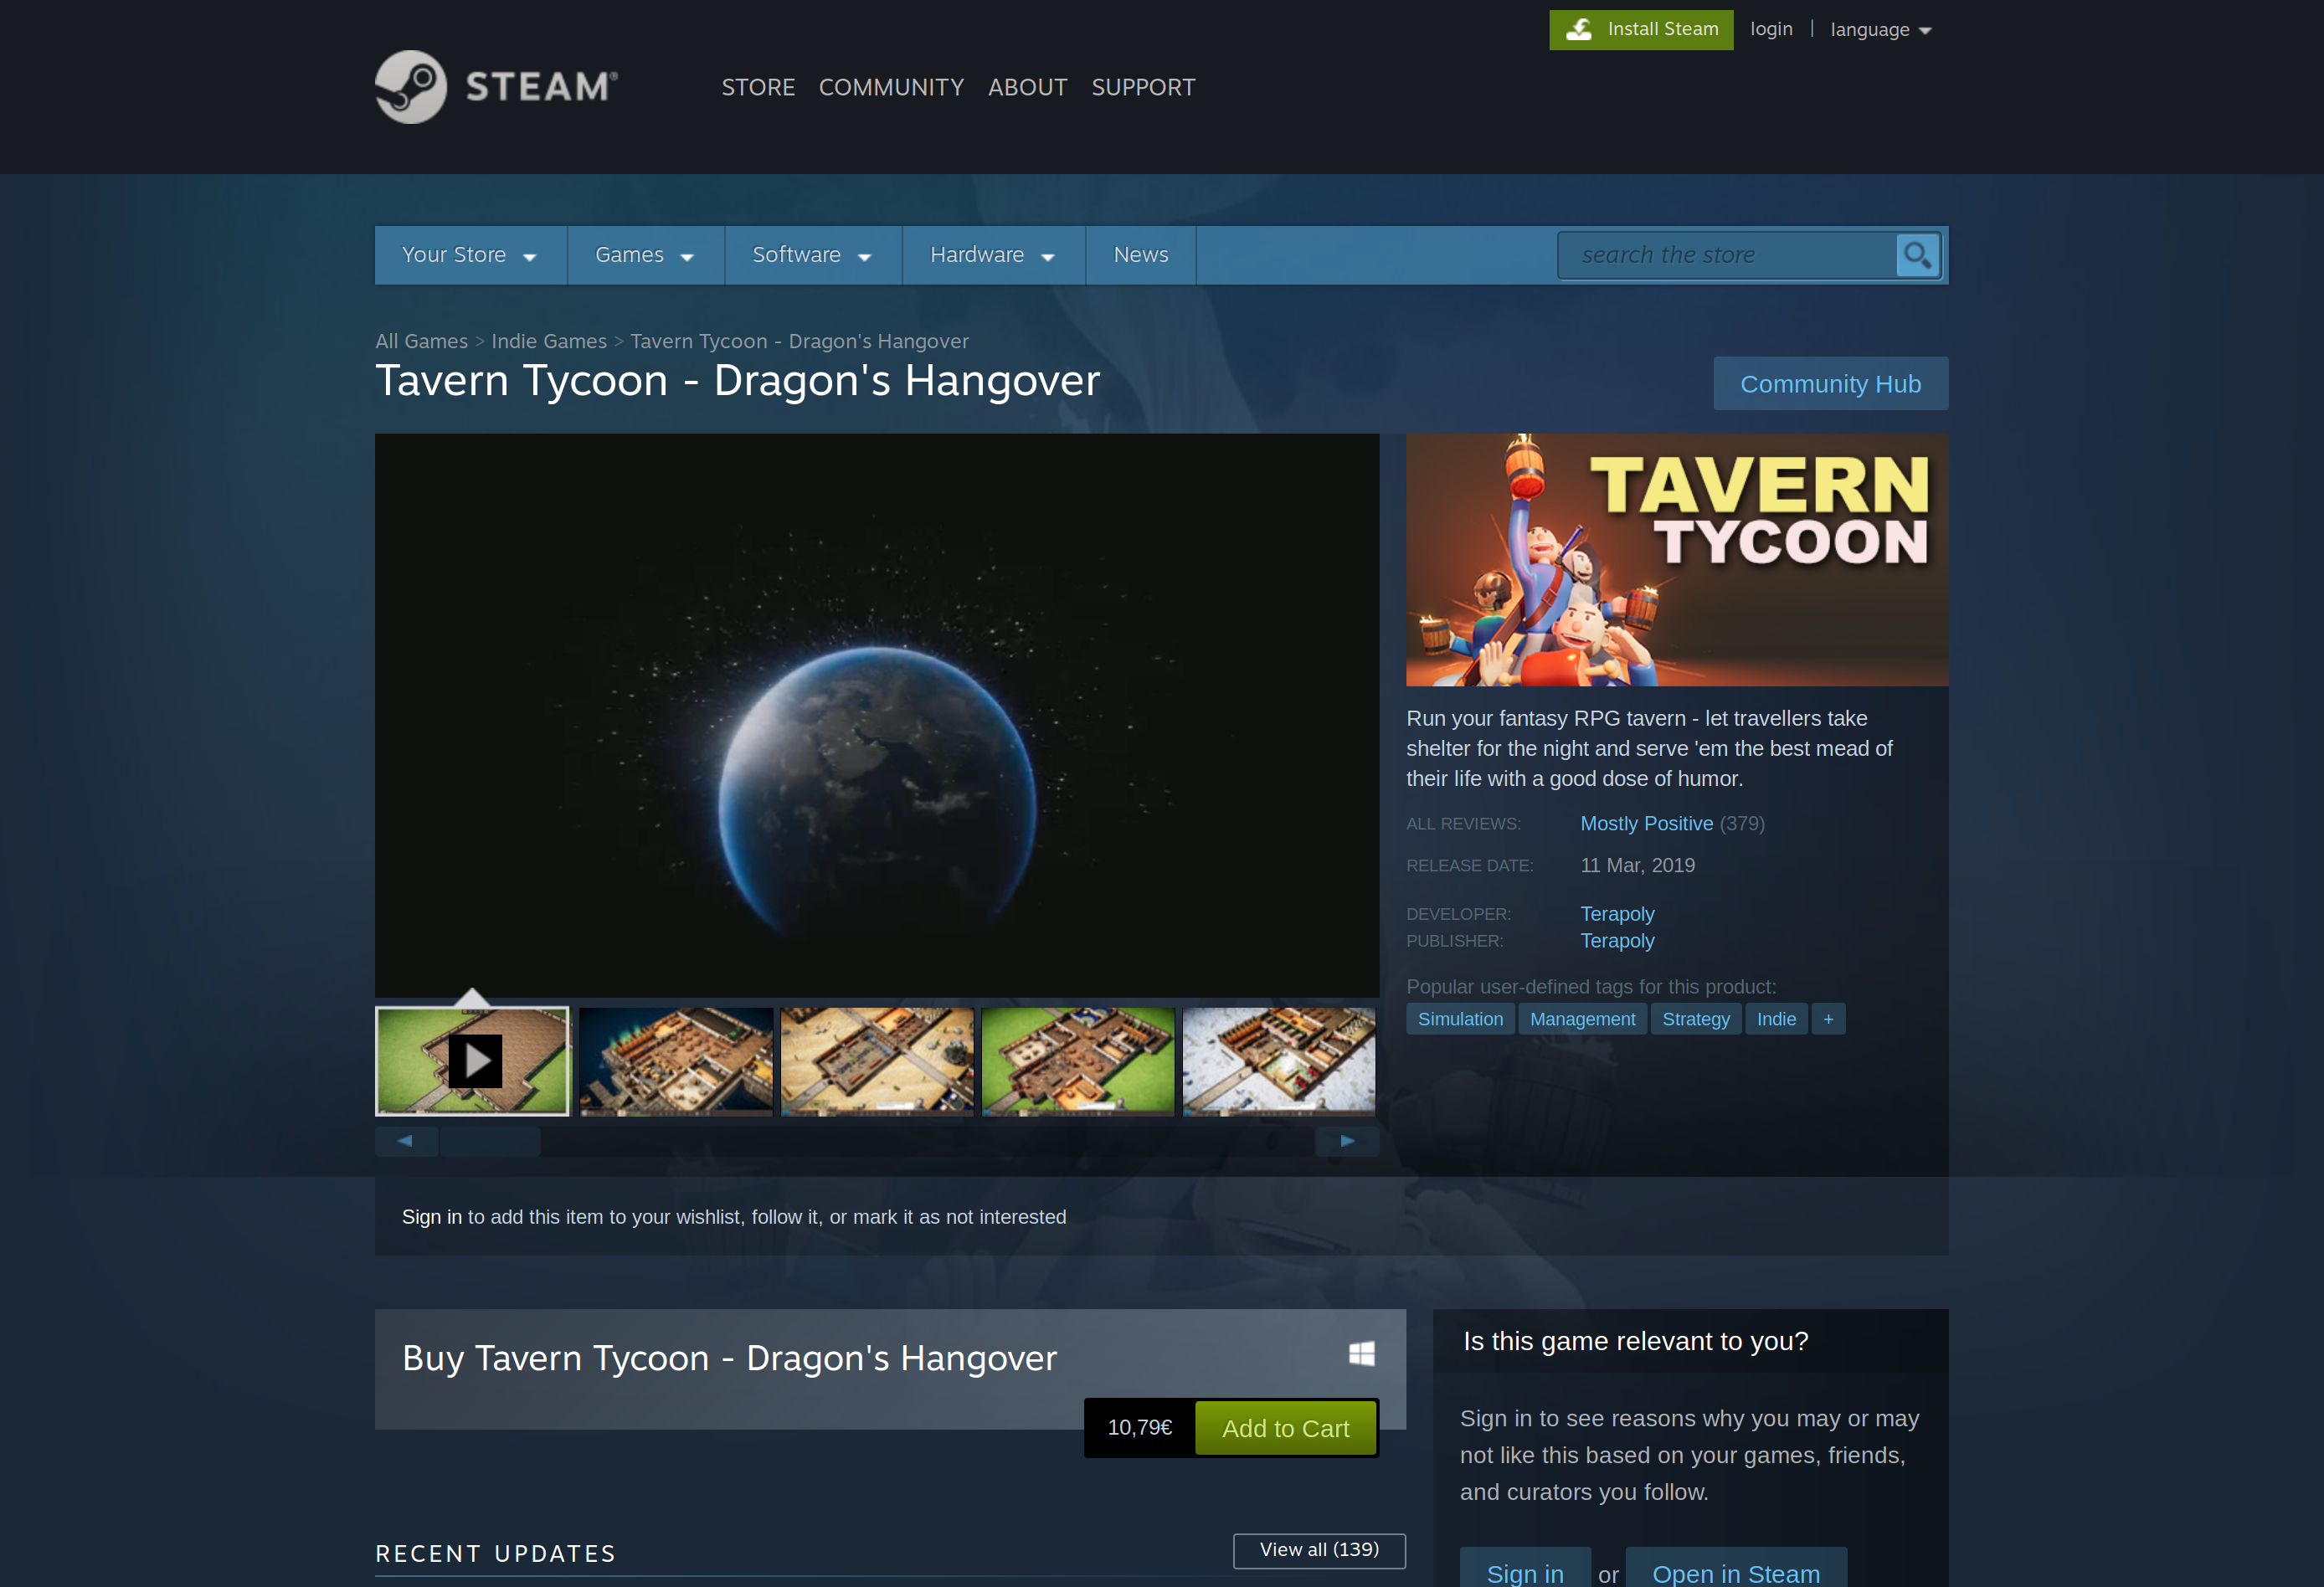 Install Steam
login
|
language
STEAM®
STORE
COMMUNITY
ABOUT
SUPPORT
Your Store
Games
Software
Hardware
News
search the store
All Games > Indie Games > Tavern Tycoon - Dragon's Hangover
Tavern Tycoon - Dragon's Hangover
Community Hub
TAVERN
TYCOON
Run your fantasy RPG tavern - let travellers take
shelter for the night and serve 'em the best mead of
their life with a good dose of humor.
ALL REVIEWS: Mostly Positive (379)
RELEASE DATE: 11 Mar, 2019
DEVELOPER: Terapoly
PUBLISHER: Terapoly
Popular user-defined tags for this product:
Simulation Management Strategy Indie +
Sign in to add this item to your wishlist, follow it, or mark it as not interested
Buy Tavern Tycoon - Dragon's Hangover
10,79€ Add to Cart
Is this game relevant to you?
Sign in to see reasons why you may or may
not like this based on your games, friends,
and curators you follow.
Sign in or Open in Steam
RECENT UPDATES
View all (139)